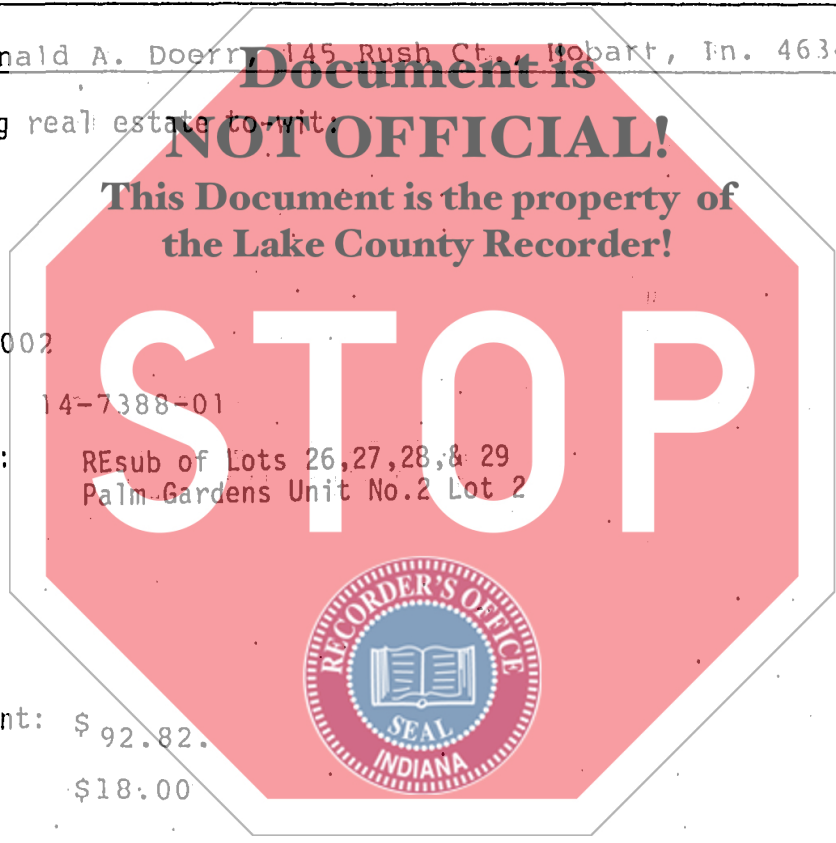 nald A. Doerr, 145 Rush Ct., Hobart, In. 463
Document is
g real estate to-wit:
NOT OFFICIAL!
This Document is the property of
the Lake County Recorder!
002
14-7388-01
STOP
: REsub of Lots 26,27,28,& 29
Palm Gardens Unit No.2 Lot 2
RECORDER'S OFFICE
SEAL
INDIANA
nt: $ 92.82.
$18.00